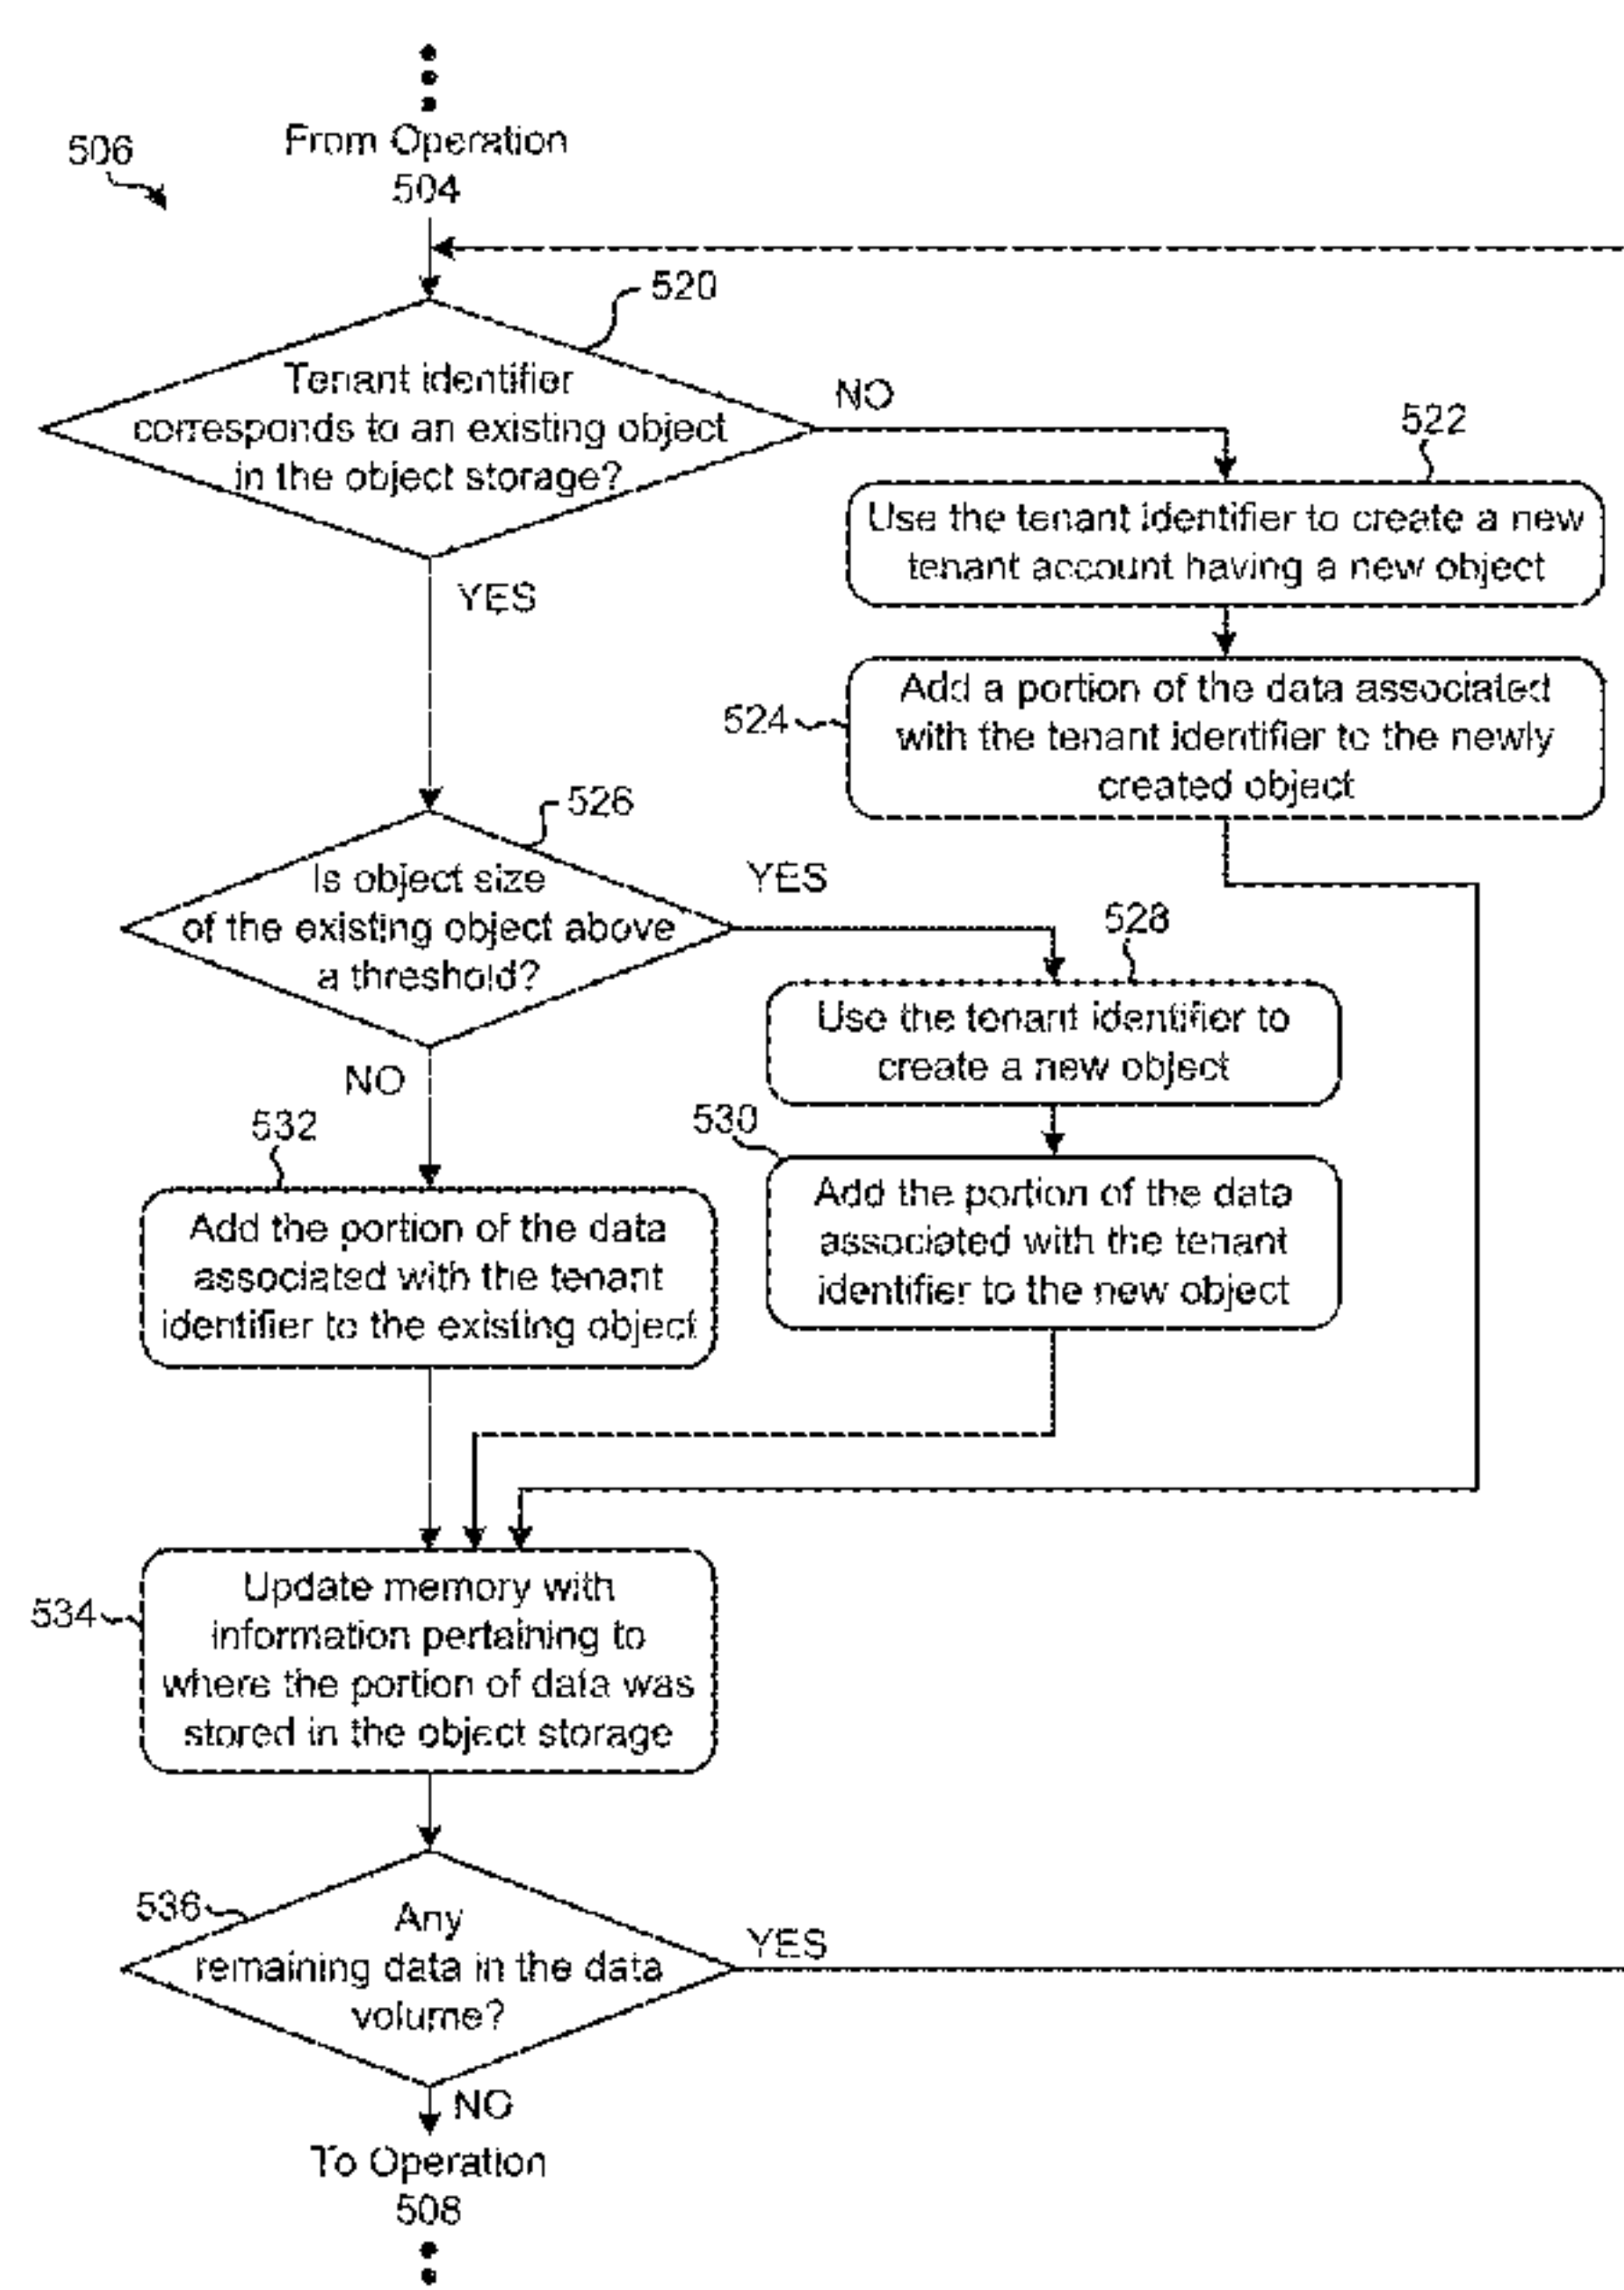 From Operation
504
506
520
Tenant identifier
corresponds to an existing object
in the object storage?
NO
YES
522
Use the tenant identifier to create a new
tenant account having a new object
524
Add a portion of the data associated
with the tenant identifier to the newly
created object
526
Is object size
of the existing object above
a threshold?
YES
NO
528
Use the tenant identifier to
create a new object
530
Add the portion of the data
associated with the tenant
identifier to the new object
532
Add the portion of the data
associated with the tenant
identifier to the existing object
534
Update memory with
information pertaining to
where the portion of data was
stored in the object storage
536
Any
remaining data in the data
volume?
YES
NO
To Operation
508